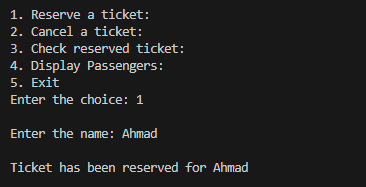 1. Reserve a ticket:
2. Cancel a ticket:
3. Check reserved ticket:
4. Display Passengers:
5. Exit
Enter the choice: 1
Enter the name: Ahmad
Ticket has been reserved for Ahmad